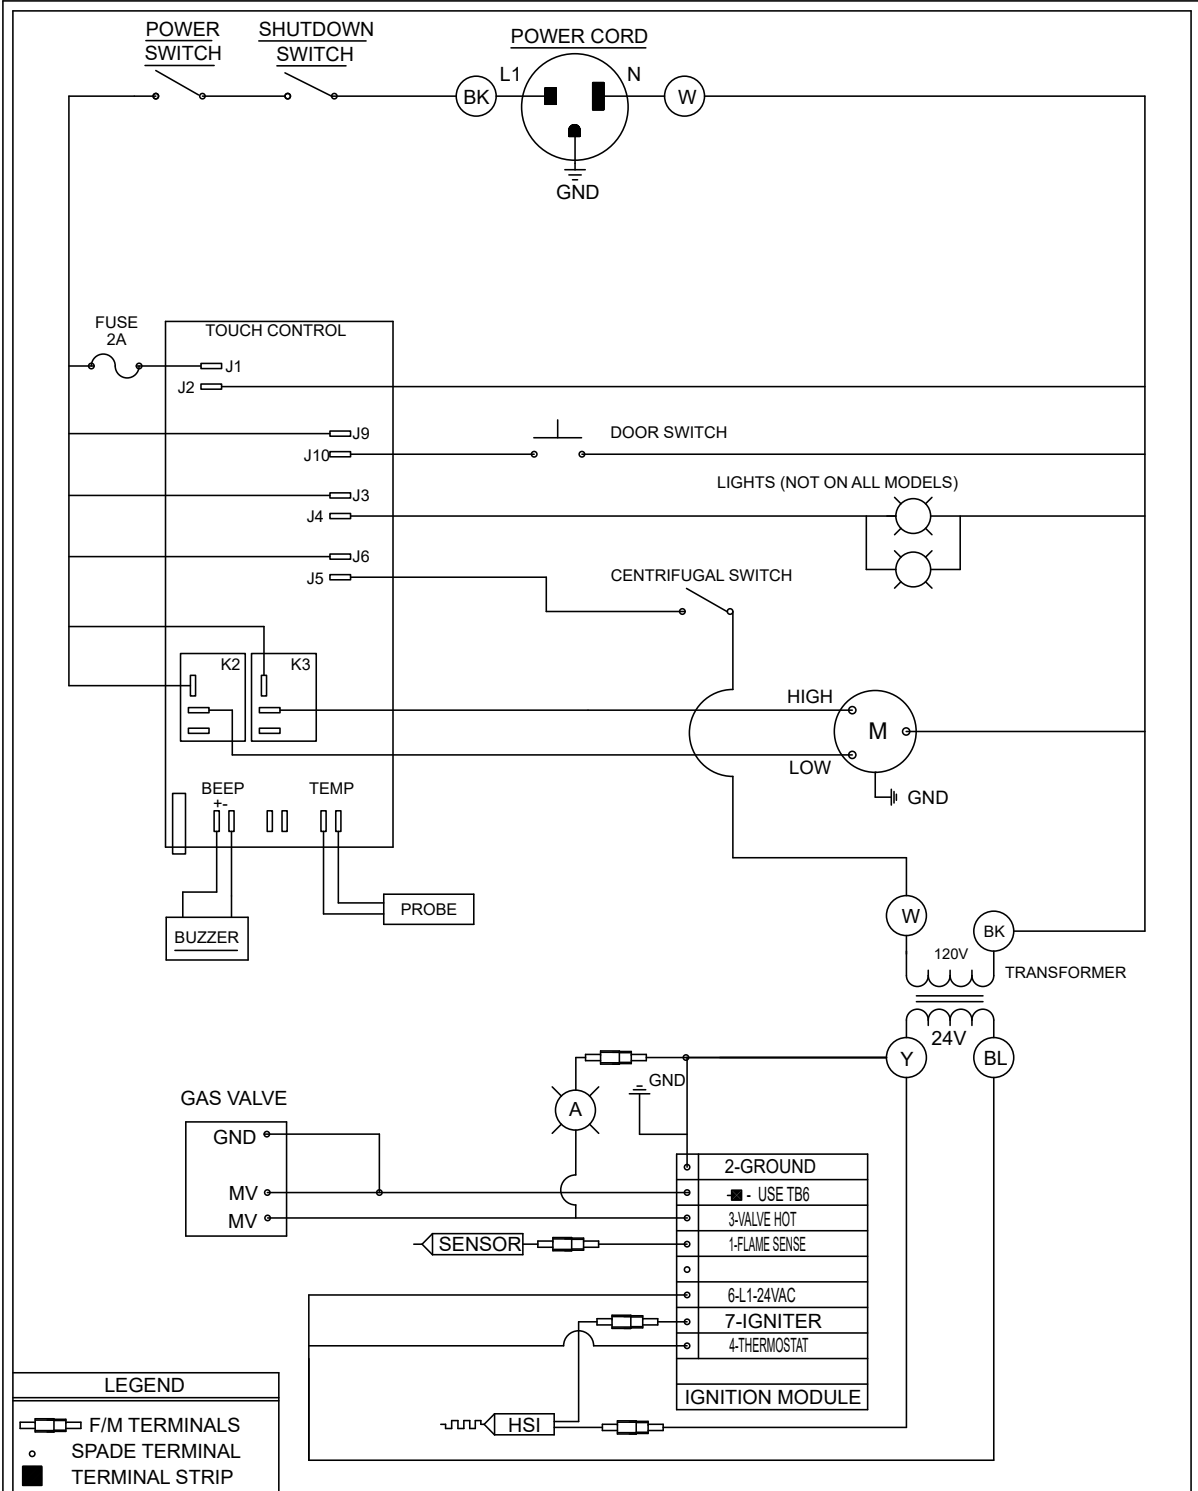 POWER
SWITCH
SHUTDOWN
SWITCH
POWER CORD
L1
N
BK
W
GND
FUSE
2A
TOUCH CONTROL
J1
J2
J9
J10
DOOR SWITCH
LIGHTS (NOT ON ALL MODELS)
J3
J4
J6
J5
CENTRIFUGAL SWITCH
K2
K3
HIGH
M
LOW
GND
BEEP
+-
TEMP
PROBE
BUZZER
W
BK
120V
TRANSFORMER
24V
Y
BL
GND
A
GAS VALVE
GND
MV
MV
2-GROUND
- USE TB6
3-VALVE HOT
1-FLAME SENSE
SENSOR
6-L1-24VAC
7-IGNITER
4-THERMOSTAT
IGNITION MODULE
HSI
LEGEND
F/M TERMINALS
SPADE TERMINAL
TERMINAL STRIP